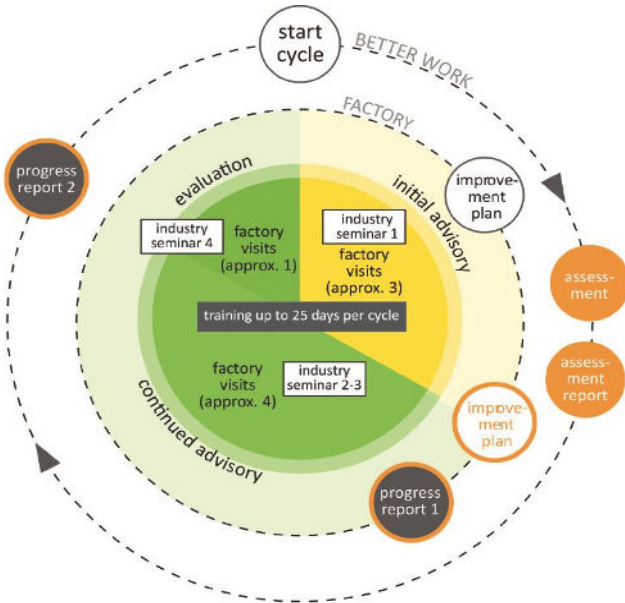 start
cycle
BETTER WORK
FACTORY
progress
report 2
evaluation
initial advisory
improve-
ment
plan
industry
seminar 4
factory
visits
(approx. 1)
industry
seminar 1
factory
visits
(approx. 3)
assess-
ment
training up to 25 days per cycle
factory
visits
(approx. 4)
industry
seminar 2-3
assess-
ment
report
improve-
ment
plan
continued advisory
progress
report 1